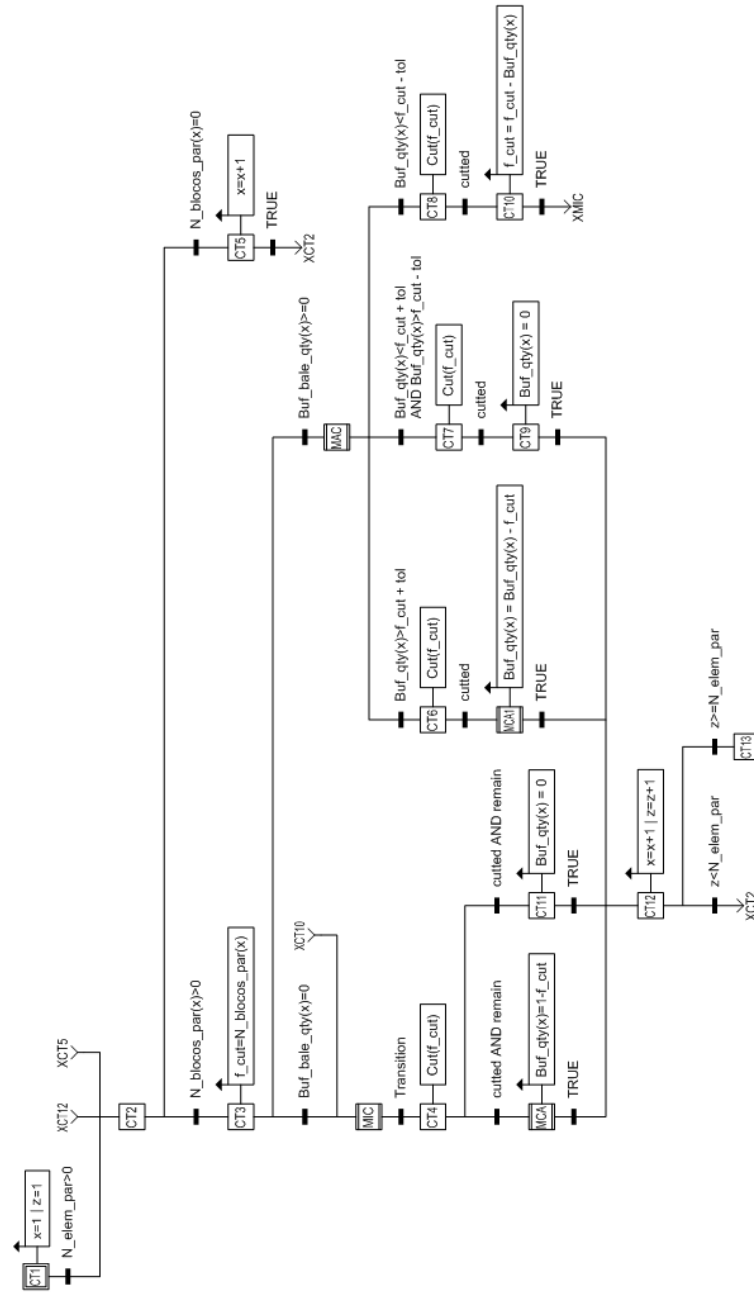 CT1
x=1 | z=1
N_elem_par>0
XCT12
XCT5
CT2
N_blocos_par(x)>0
N_blocos_par(x)=0
CT3
f_cut=N_blocos_par(x)
CT5
x=x+1
TRUE
XCT2
Buf_bale_qty(x)=0
Buf_bale_qty(x)>=0
XCT10
MIC
MAC
Transition
CT4
Cut(f_cut)
Buf_qty(x)>f_cut + tol
Buf_qty(x)<f_cut + tol
AND Buf_qty(x)>f_cut - tol
Buf_qty(x)<f_cut - tol
CT6
Cut(f_cut)
CT7
Cut(f_cut)
CT8
Cut(f_cut)
cutted AND remain
cutted AND remain
cutted
cutted
cutted
MCA
Buf_qty(x)=1-f_cut
CT11
Buf_qty(x) = 0
MCA1
Buf_qty(x) = Buf_qty(x) - f_cut
CT9
Buf_qty(x) = 0
CT10
f_cut = f_cut - Buf_qty(x)
TRUE
TRUE
TRUE
TRUE
TRUE
XMIC
CT12
x=x+1 | z=z+1
z<N_elem_par
z>=N_elem_par
XCT2
CT13